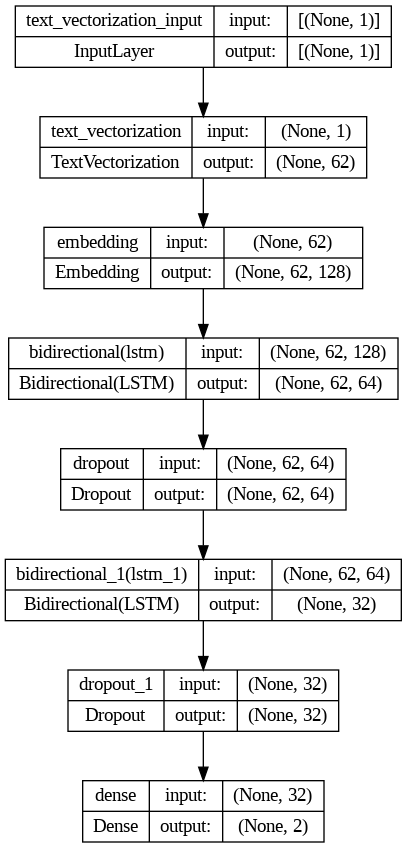 text_vectorization_input input: [(None, 1)]
InputLayer output: [(None, 1)]
text_vectorization input: (None, 1)
TextVectorization output: (None, 62)
embedding input: (None, 62)
Embedding output: (None, 62, 128)
bidirectional(lstm) input: (None, 62, 128)
Bidirectional(LSTM) output: (None, 62, 64)
dropout input: (None, 62, 64)
Dropout output: (None, 62, 64)
bidirectional_1(lstm_1) input: (None, 62, 64)
Bidirectional(LSTM) output: (None, 32)
dropout_1 input: (None, 32)
Dropout output: (None, 32)
dense input: (None, 32)
Dense output: (None, 2)